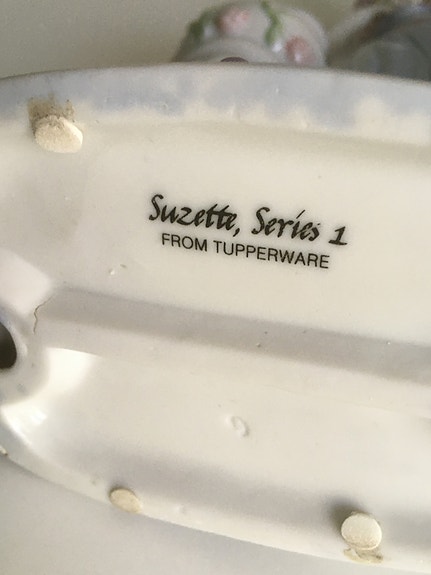 Suzette, Series 1
FROM TUPPERWARE